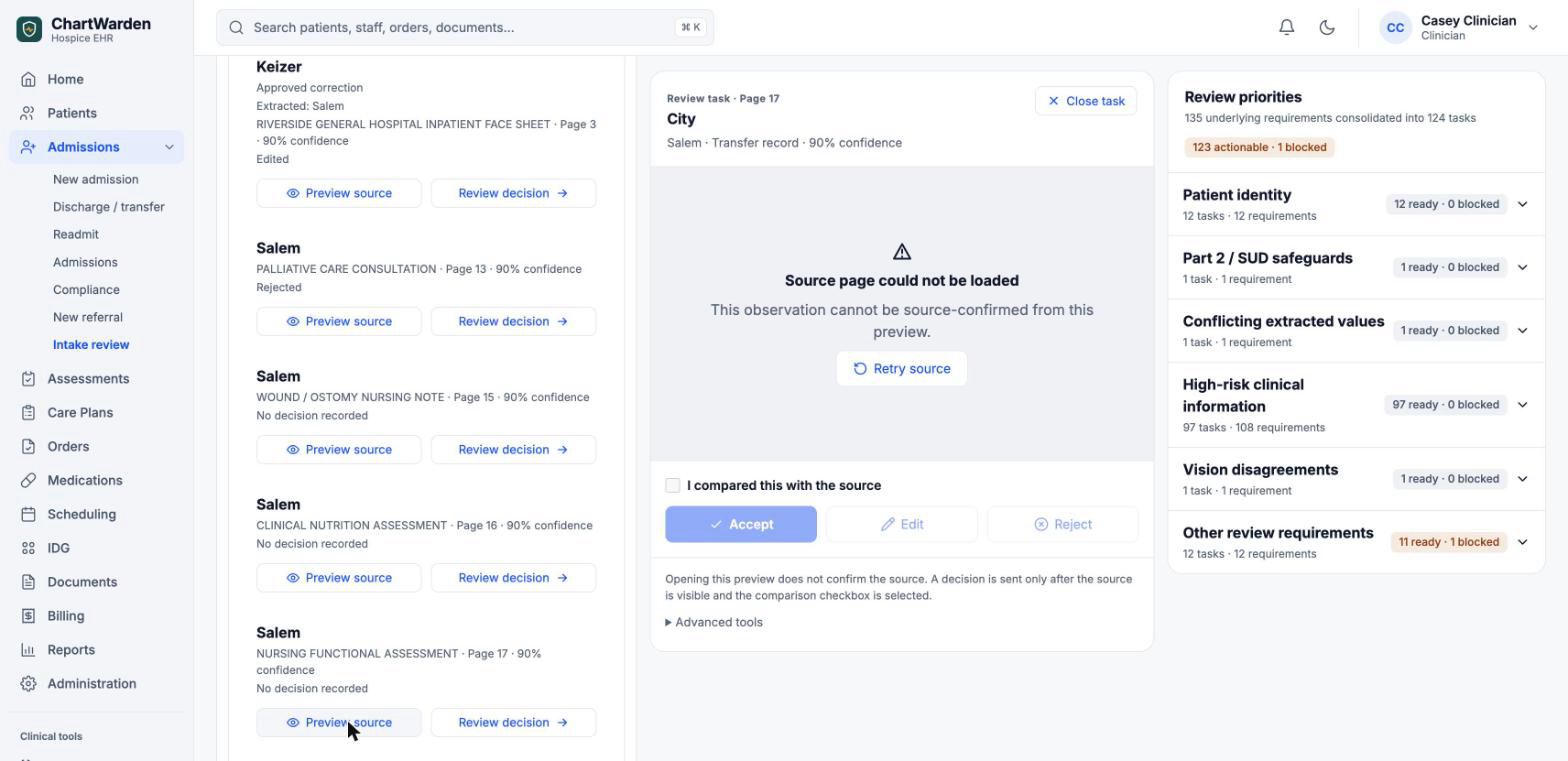 ChartWarden
Hospice EHR
Search patients, staff, orders, documents...
⌘ K
CC
Casey Clinician
Clinician
Home
Patients
Admissions
New admission
Discharge / transfer
Readmit
Admissions
Compliance
New referral
Intake review
Assessments
Care Plans
Orders
Medications
Scheduling
IDG
Documents
Billing
Reports
Administration
Clinical tools
Keizer
Approved correction
Extracted: Salem
RIVERSIDE GENERAL HOSPITAL INPATIENT FACE SHEET · Page 3
· 90% confidence
Edited
Preview source
Review decision →
Salem
PALLIATIVE CARE CONSULTATION · Page 13 · 90% confidence
Rejected
Preview source
Review decision →
Salem
WOUND / OSTOMY NURSING NOTE · Page 15 · 90% confidence
No decision recorded
Preview source
Review decision →
Salem
CLINICAL NUTRITION ASSESSMENT · Page 16 · 90% confidence
No decision recorded
Preview source
Review decision →
Salem
NURSING FUNCTIONAL ASSESSMENT · Page 17 · 90%
confidence
No decision recorded
Preview source
Review decision →
Review task · Page 17
City
Salem · Transfer record · 90% confidence
Close task
Source page could not be loaded
This observation cannot be source-confirmed from this
preview.
Retry source
I compared this with the source
Accept
Edit
Reject
Opening this preview does not confirm the source. A decision is sent only after the source
is visible and the comparison checkbox is selected.
Advanced tools
Review priorities
135 underlying requirements consolidated into 124 tasks
123 actionable · 1 blocked
Patient identity
12 tasks · 12 requirements
12 ready · 0 blocked
Part 2 / SUD safeguards
1 task · 1 requirement
1 ready · 0 blocked
Conflicting extracted values
1 task · 1 requirement
1 ready · 0 blocked
High-risk clinical
information
97 tasks · 108 requirements
97 ready · 0 blocked
Vision disagreements
1 task · 1 requirement
1 ready · 0 blocked
Other review requirements
12 tasks · 12 requirements
11 ready · 1 blocked